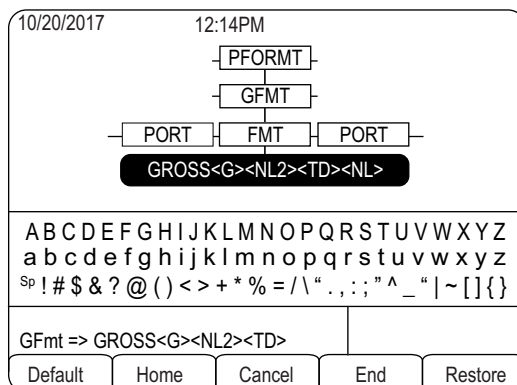 10/20/2017 12:14PM
PFORMT
GFMT
PORT FMT PORT
GROSS<G><NL2><TD><NL>
A B C D E F G H I J K L M N O P Q R S T U V W X Y Z
a b c d e f g h i j k l m n o p q r s t u v w x y z
Sp ! # $ & ? @ ( ) < > + * % = / \ “ . , : ; ” ^ _ “ | ~ [ ] { }
GFmt => GROSS<G><NL2><TD>
Default Home Cancel End Restore